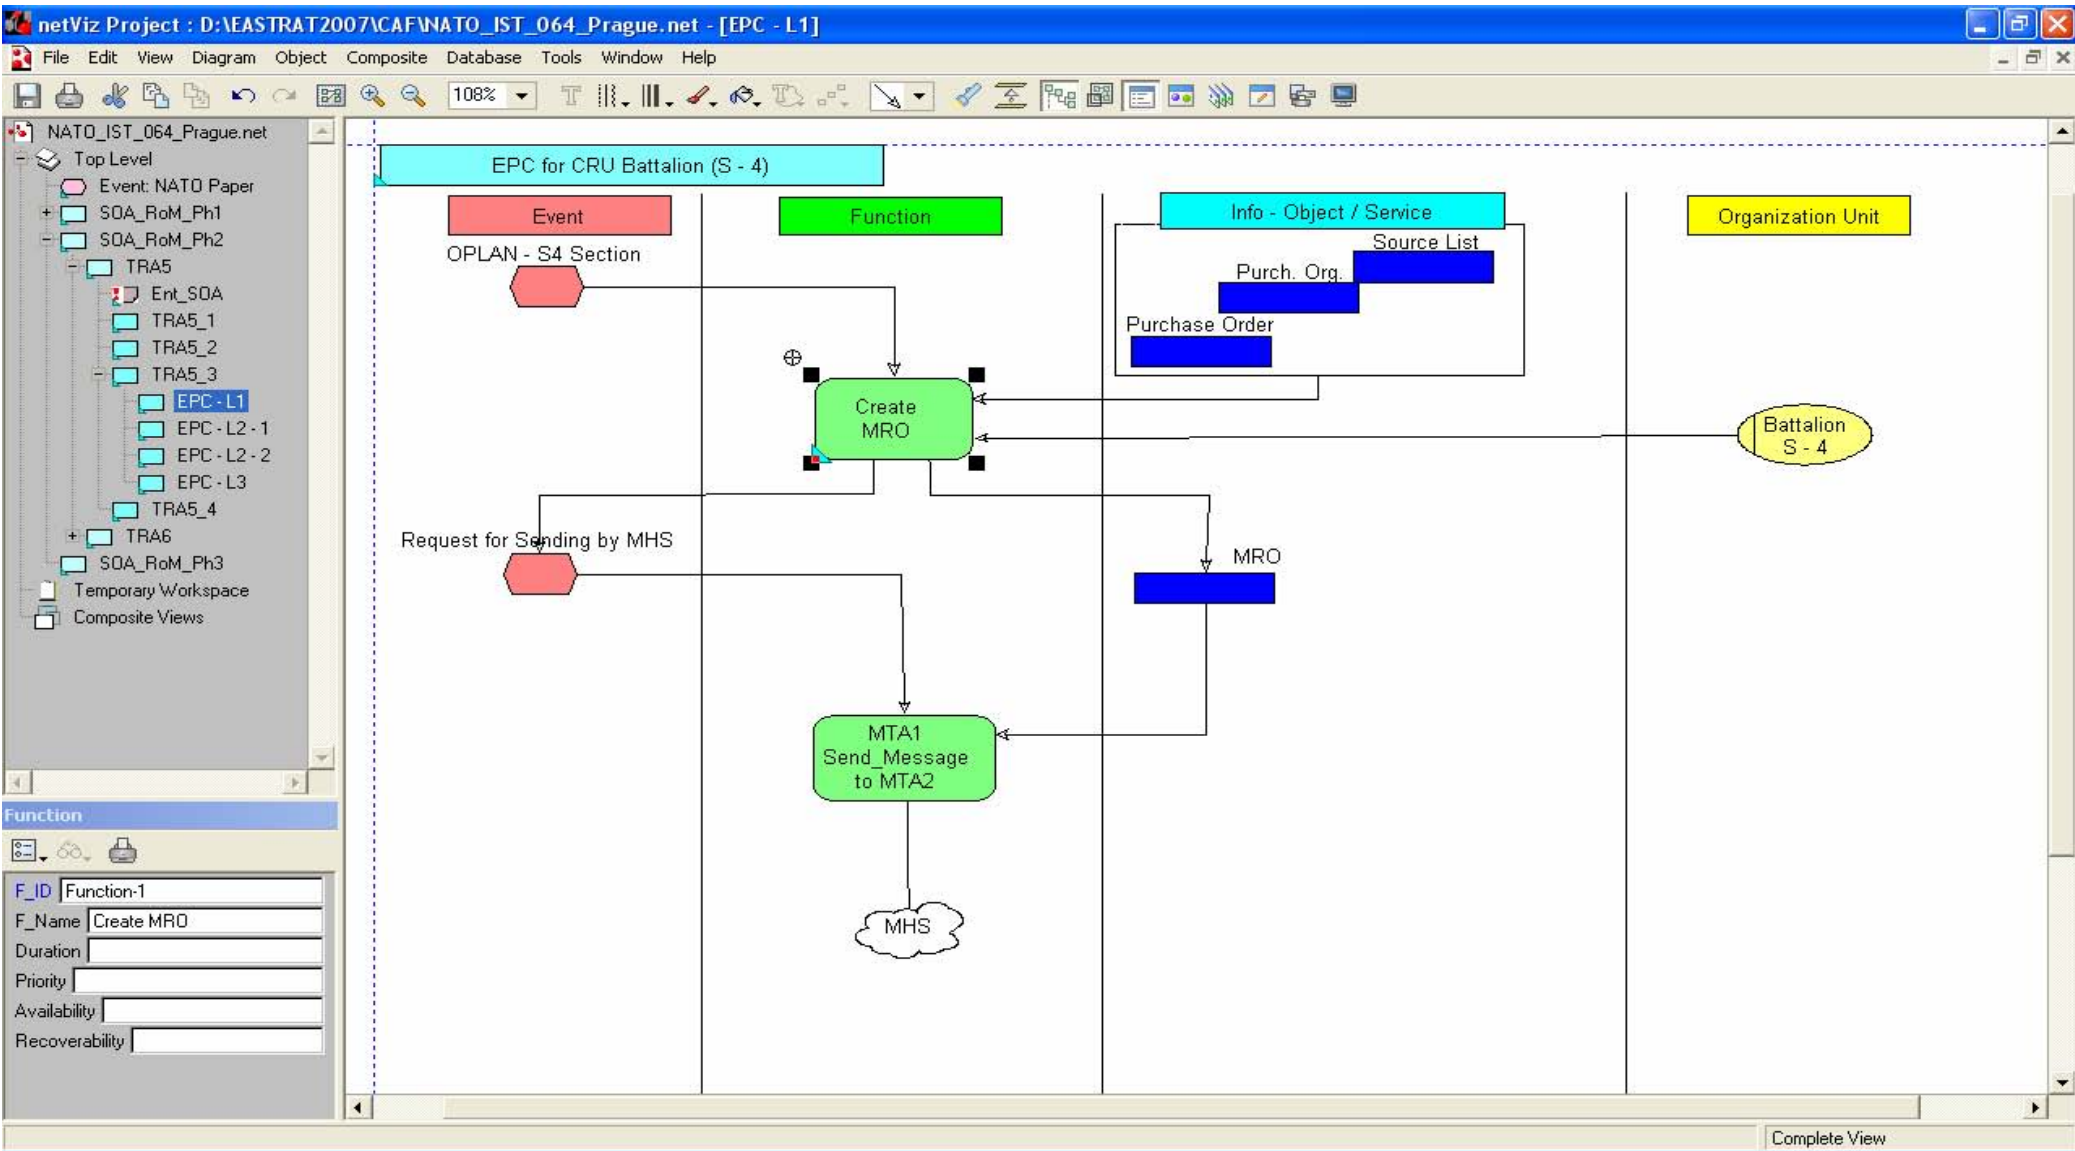 netViz Project : D:\EASTRAT2007\CAF\NATO_IST_064_Prague.net - [EPC - L1]
File Edit View Diagram Object Composite Database Tools Window Help
108%
NATO_IST_064_Prague.net
Top Level
Event: NATO Paper
SOA_RoM_Ph1
SOA_RoM_Ph2
TRA5
Ent_SOA
TRA5_1
TRA5_2
TRA5_3
EPC - L1
EPC - L2 - 1
EPC - L2 - 2
EPC - L3
TRA5_4
TRA6
SOA_RoM_Ph3
Temporary Workspace
Composite Views
Function
F_ID Function-1
F_Name Create MRO
Duration
Priority
Availability
Recoverability
EPC for CRU Battalion (S - 4)
Event
Function
Info - Object / Service
Organization Unit
OPLAN - S4 Section
Source List
Purch. Org.
Purchase Order
Create
MRO
Battalion
S - 4
Request for Sending by MHS
MRO
MTA1
Send_Message
to MTA2
MHS
Complete View